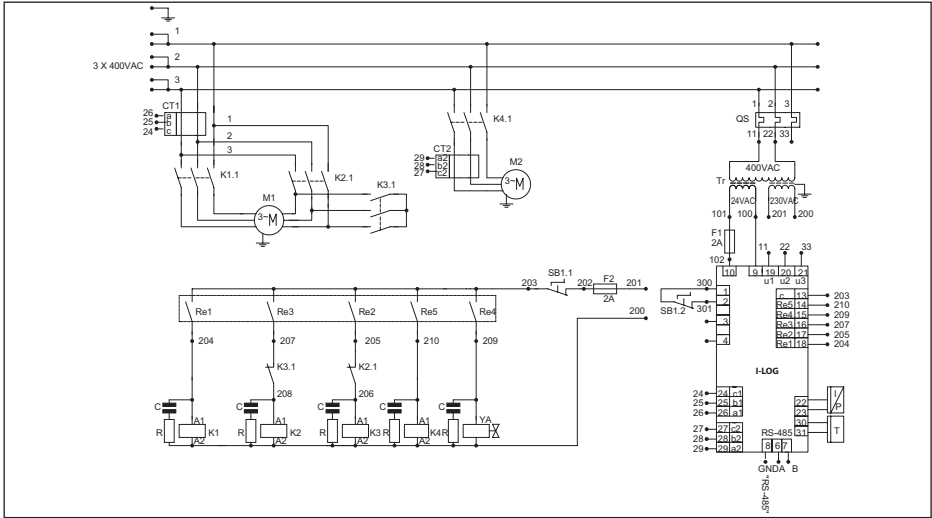 1
2
3 X 400VAC
3
CT1
26 a
25 b
24 c
1
2
3
K1.1
K2.1
K3.1
M1
3~M
K4.1
CT2
29 a2
28 b2
27 c2
M2
3~M
1 2 3
QS
11 22 33
400VAC
Tr
24VAC 230VAC
101 100 201 200
F1
2A
102
11 22 33
10 9 19 20 21
u1 u2 u3
SB1.1
F2
203 202 201
2A
200
300
301
SB1.2
1
2
3
4
c 13 203
Re5 14 210
Re4 15 209
Re3 16 207
Re2 17 205
Re1 18 204
I-LOG
24 24 c1
25 25 b1
26 26 a1
27 27 c2
28 28 b2
29 29 a2
22
23
30
31
I/P
T
RS-485
8 6 7
GND A B
"RS-485"
Re1 Re3 Re2 Re5 Re4
204 207 205 210 209
K3.1 K2.1
208 206
C C C C C
A1 A1 A1 A1 YA
R K1 R K2 R K3 R K4 R
A2 A2 A2 A2 A2